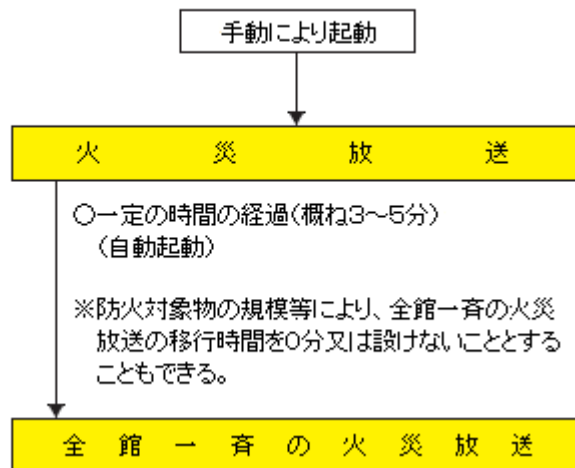 手動により起動
火災放送
○一定の時間の経過(概ね3～5分)
(自動起動)
※防火対象物の規模等により、全館一斉の火災
放送の移行時間を0分又は設けないこととする
こともできる。
全館一斉の火災放送